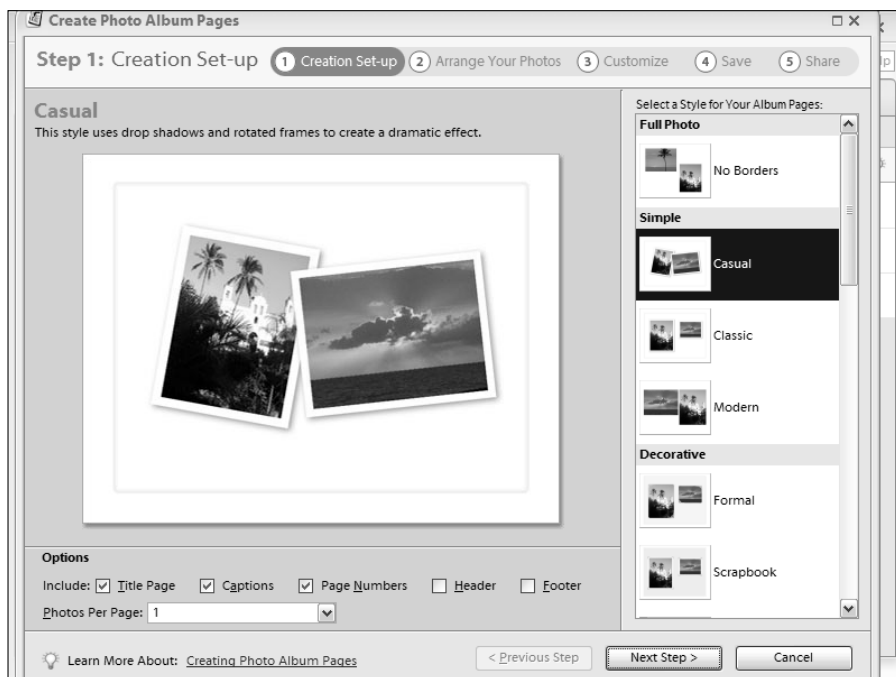 Create Photo Album Pages
Step 1: Creation Set-up
1 Creation Set-up 2 Arrange Your Photos 3 Customize 4 Save 5 Share
Casual
This style uses drop shadows and rotated frames to create a dramatic effect.
Select a Style for Your Album Pages:
Full Photo
No Borders
Simple
Casual
Classic
Modern
Decorative
Formal
Scrapbook
Options
Include: Title Page Captions Page Numbers Header Footer
Photos Per Page: 1
Learn More About: Creating Photo Album Pages
< Previous Step Next Step > Cancel